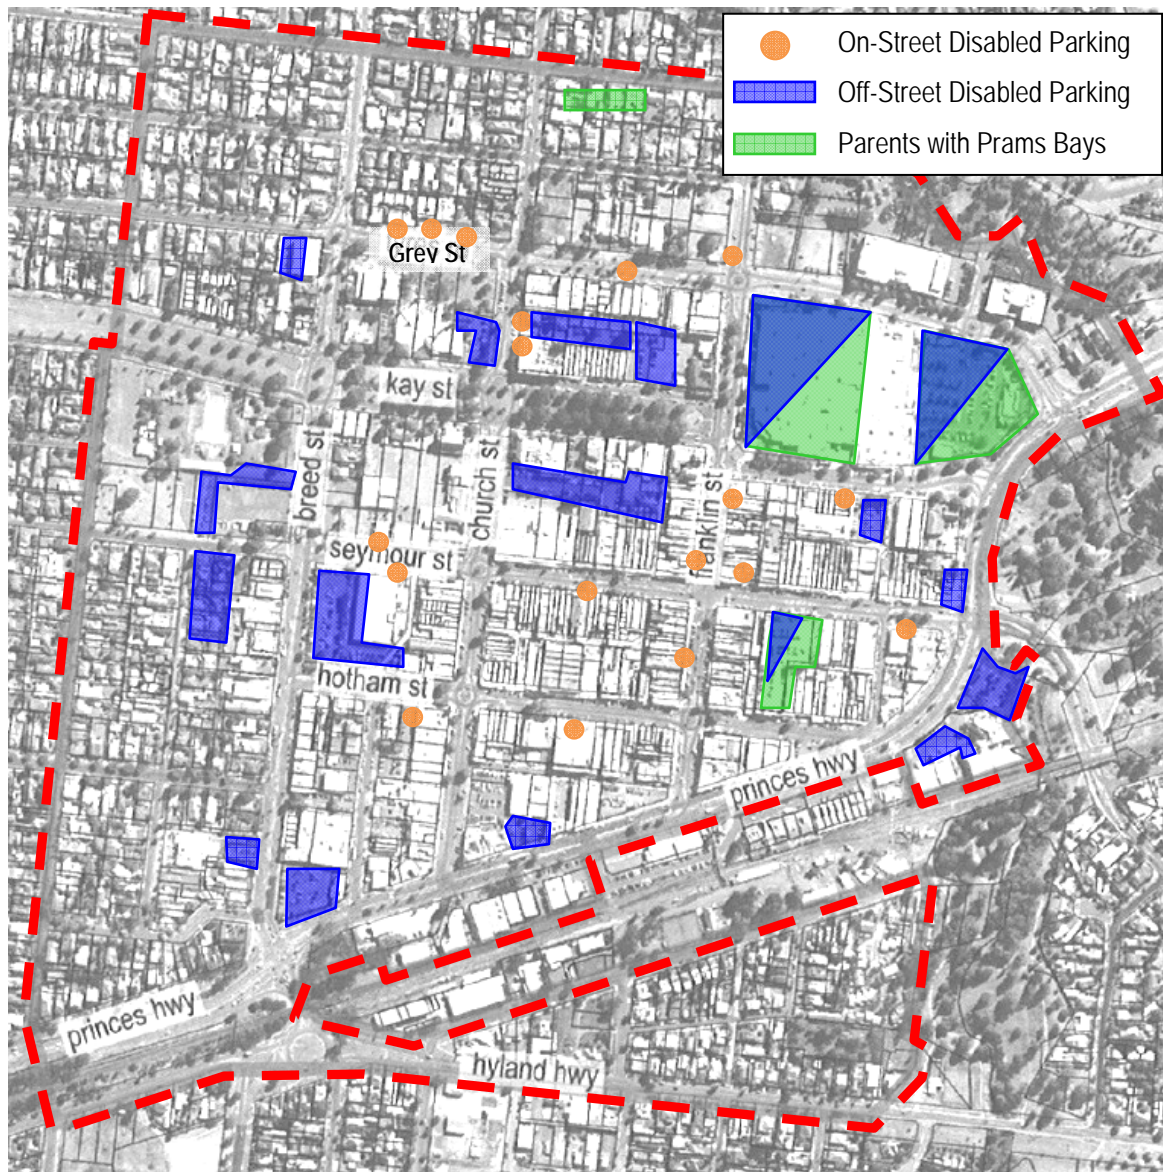 On-Street Disabled Parking
Off-Street Disabled Parking
Parents with Prams Bays
Grey St
kay st
breed st
church st
nklin st
seymour st
hotham st
princes hwy
princes hwy
hyland hwy